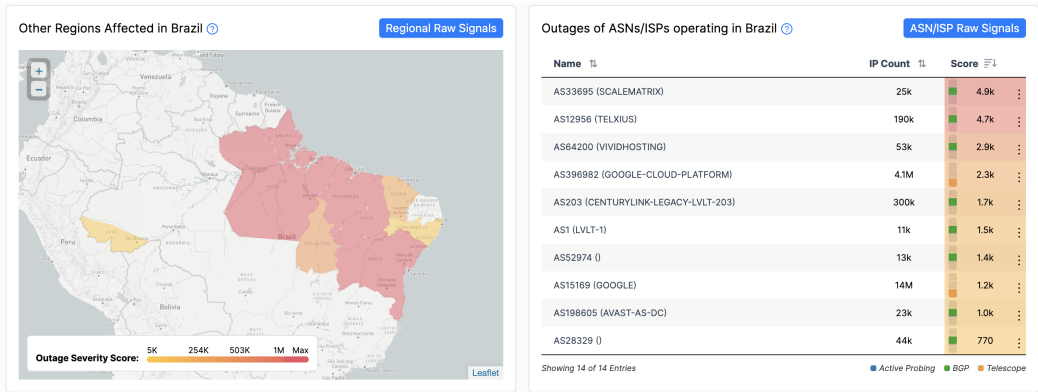 Other Regions Affected in Brazil ?
Regional Raw Signals
+
−
Venezuela
Guyana
Suriname
French Guiana
Colombia
Ecuador
Peru
Brazil
Bolivia
Outage Severity Score:
5K 254K 503K 1M Max
Leaflet
Outages of ASNs/ISPs operating in Brazil ?
ASN/ISP Raw Signals
Name IP Count Score
AS33695 (SCALEMATRIX) 25k 4.9k
AS12956 (TELXIUS) 190k 4.7k
AS64200 (VIVIDHOSTING) 53k 2.9k
AS396982 (GOOGLE-CLOUD-PLATFORM) 4.1M 2.3k
AS203 (CENTURYLINK-LEGACY-LVLT-203) 300k 1.7k
AS1 (LVLT-1) 11k 1.5k
AS52974 () 13k 1.4k
AS15169 (GOOGLE) 14M 1.2k
AS198605 (AVAST-AS-DC) 23k 1.0k
AS28329 () 44k 770
Showing 14 of 14 Entries
Active Probing BGP Telescope